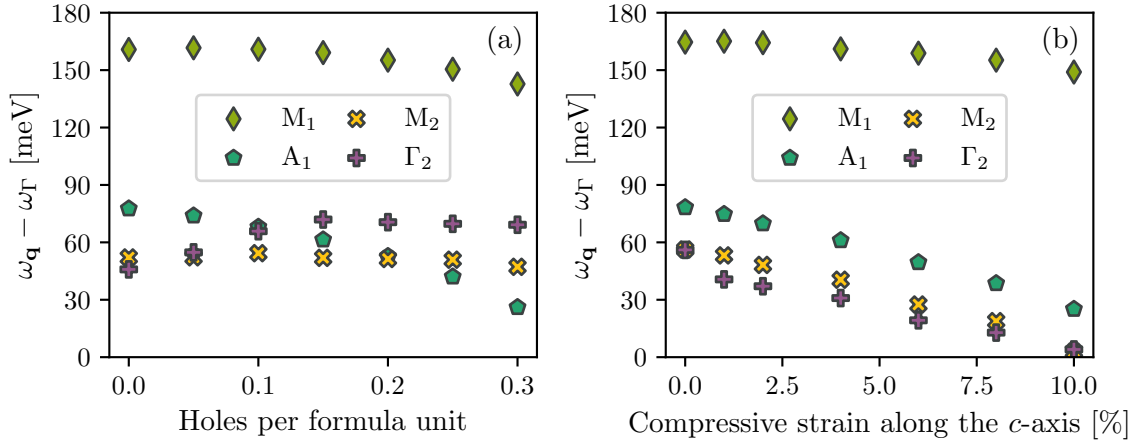 (a)
180
150
120
90
60
30
0
ω_q − ω_Γ [meV]
M₁ M₂
A₁ Γ₂
0.0 0.1 0.2 0.3
Holes per formula unit
(b)
180
150
120
90
60
30
0
ω_q − ω_Γ [meV]
M₁ M₂
A₁ Γ₂
0.0 2.5 5.0 7.5 10.0
Compressive strain along the c-axis [%]